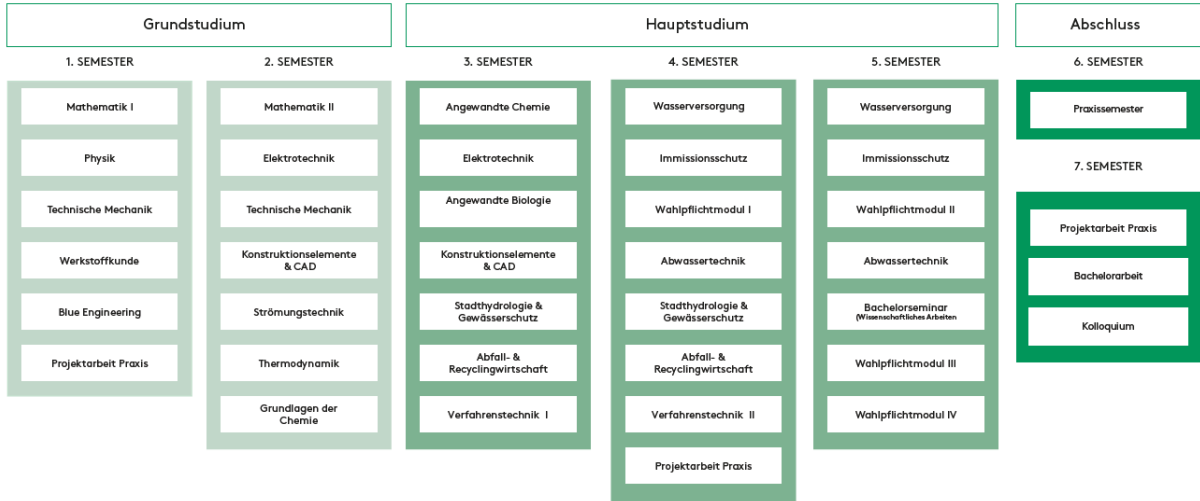 Grundstudium
Hauptstudium
Abschluss
1. SEMESTER
Mathematik I
Physik
Technische Mechanik
Werkstoffkunde
Blue Engineering
Projektarbeit Praxis
2. SEMESTER
Mathematik II
Elektrotechnik
Technische Mechanik
Konstruktionselemente
& CAD
Strömungstechnik
Thermodynamik
Grundlagen der
Chemie
3. SEMESTER
Angewandte Chemie
Elektrotechnik
Angewandte Biologie
Konstruktionselemente
& CAD
Stadthydrologie &
Gewässerschutz
Abfall- &
Recyclingwirtschaft
Verfahrenstechnik I
4. SEMESTER
Wasserversorgung
Immissionsschutz
Wahlpflichtmodul I
Abwassertechnik
Stadthydrologie &
Gewässerschutz
Abfall- &
Recyclingwirtschaft
Verfahrenstechnik II
Projektarbeit Praxis
5. SEMESTER
Wasserversorgung
Immissionsschutz
Wahlpflichtmodul II
Abwassertechnik
Bachelorseminar
(Wissenschaftliches Arbeiten
Wahlpflichtmodul III
Wahlpflichtmodul IV
6. SEMESTER
Praxissemester
7. SEMESTER
Projektarbeit Praxis
Bachelorarbeit
Kolloquium